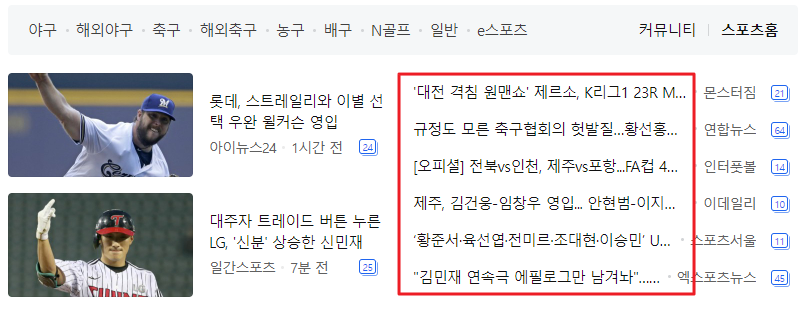 야구 해외야구 축구 해외축구 농구 배구 N골프 일반 e스포츠 커뮤니티 스포츠홈
롯데, 스트레일리와 이별 선
택 우완 윌커슨 영입
아이뉴스24 1시간 전 24
대주자 트레이드 버튼 누른
LG, '신분' 상승한 신민재
일간스포츠 7분 전 25
'대전 격침 원맨쇼' 제르소, K리그1 23R M... 몬스터짐 21
규정도 모른 축구협회의 헛발질...황선홍... 연합뉴스 64
[오피셜] 전북vs인천, 제주vs포항...FA컵 4... 인터풋볼 14
제주, 김건웅-임창우 영입... 안현범-이지... 이데일리 10
‘황준서·육선엽·전미르·조대현·이승민’ U... 스포츠서울 11
"김민재 연속극 에필로그만 남겨놔"...... 엑스포츠뉴스 45